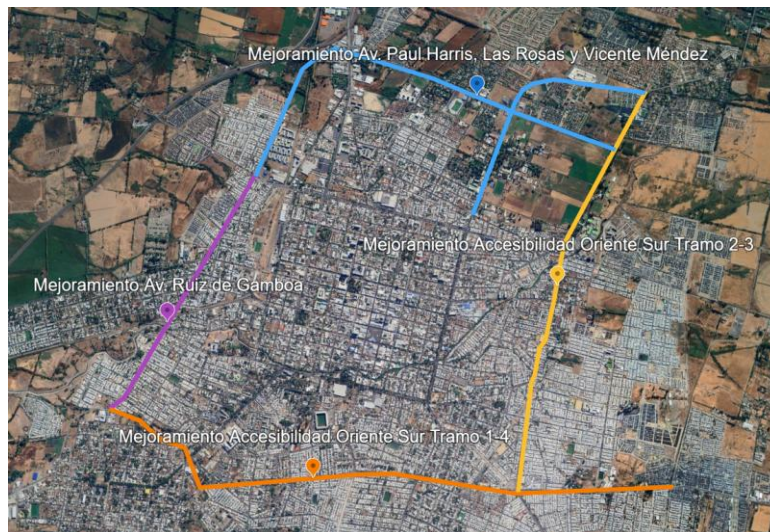 Mejoramiento Av. Paul Harris, Las Rosas y Vicente Méndez
Mejoramiento Accesibilidad Oriente Sur Tramo 2-3
Mejoramiento Av. Ruiz de Gamboa
Mejoramiento Accesibilidad Oriente Sur Tramo 1-4